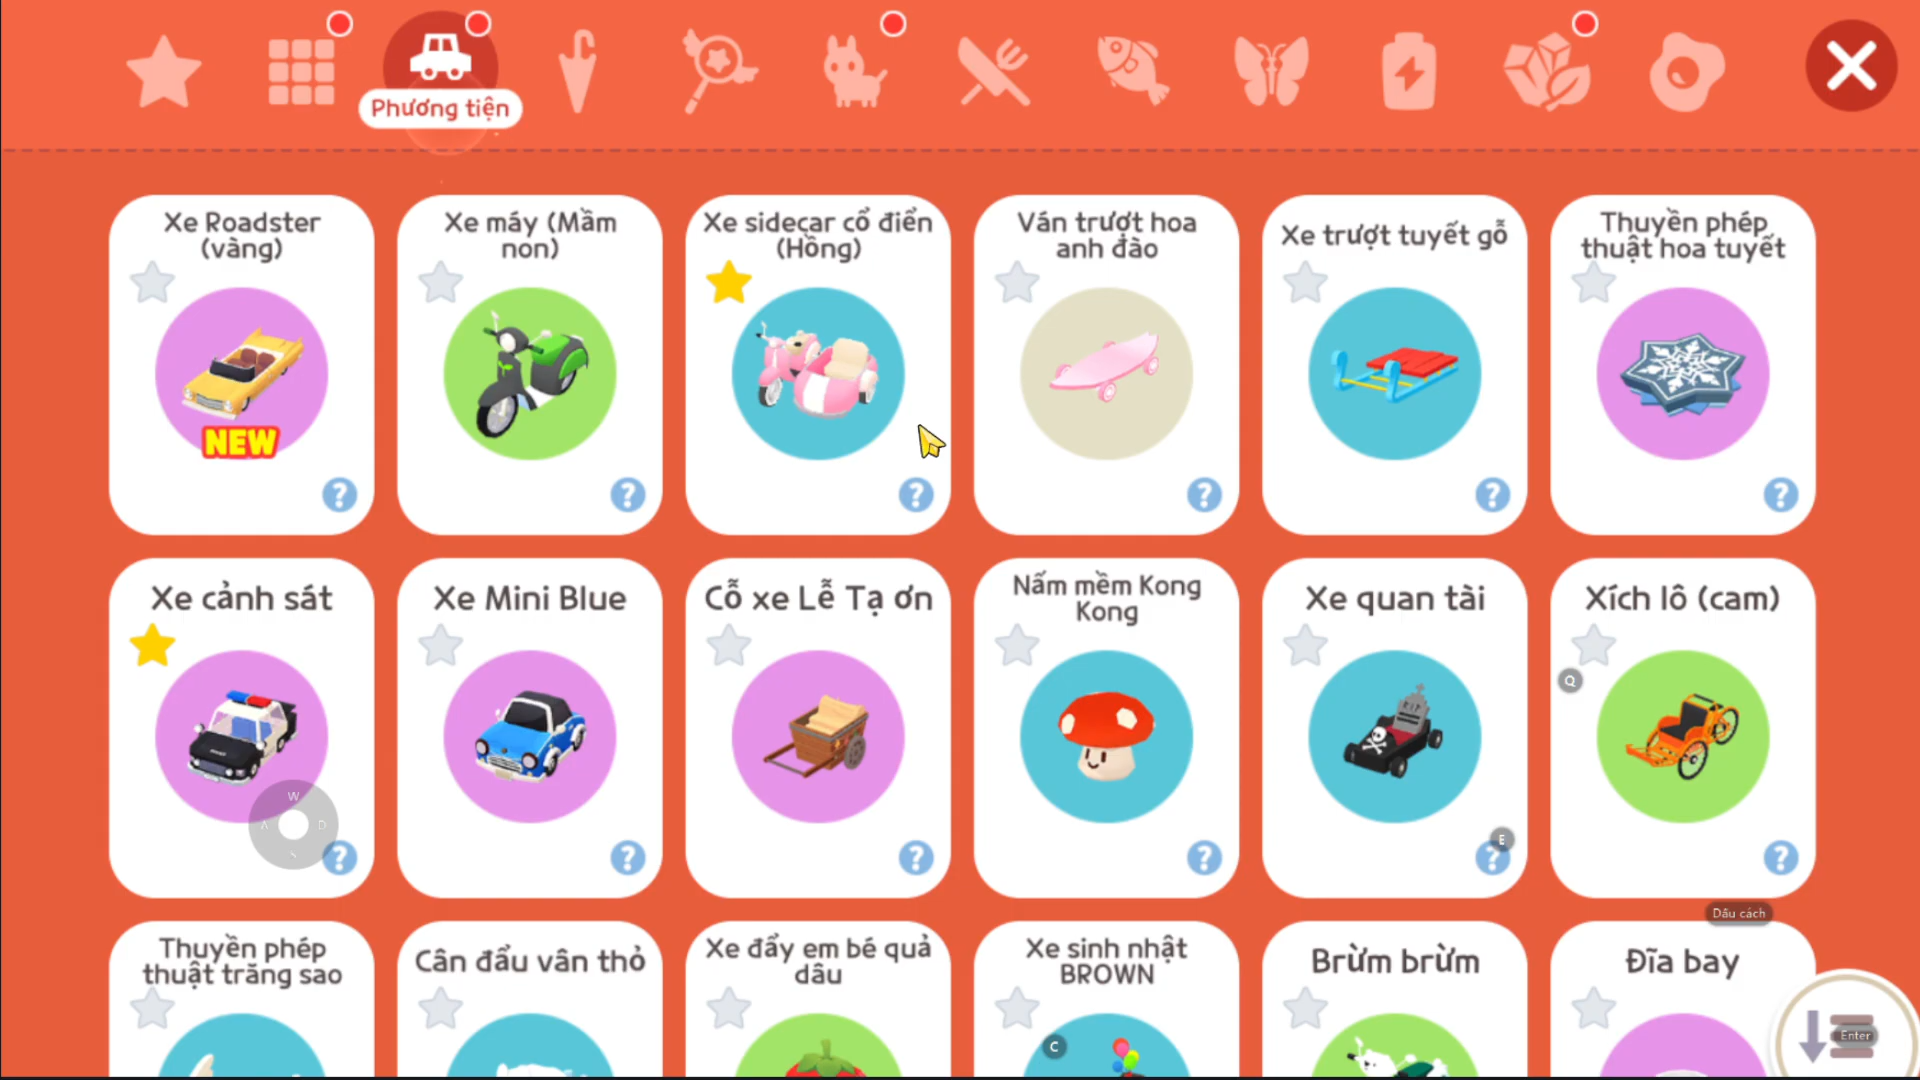 Phương tiện
Xe Roadster
(vàng)
Xe máy (Mầm
non)
Xe sidecar cổ điển
(Hồng)
Ván trượt hoa
anh đào
Xe trượt tuyết gỗ
Thuyền phép
thuật hoa tuyết
NEW
?
?
?
?
?
?
Xe cảnh sát
Xe Mini Blue
Cỗ xe Lễ Tạ ơn
Nấm mềm Kong
Kong
Xe quan tài
Xích lô (cam)
Q
RIP
W
A
D
E
?
?
?
?
?
?
Dấu cách
Thuyền phép
thuật trăng sao
Cân đẩu vân thỏ
Xe đẩy em bé quả
dâu
Xe sinh nhật
BROWN
Brừm brừm
Đĩa bay
C
Enter